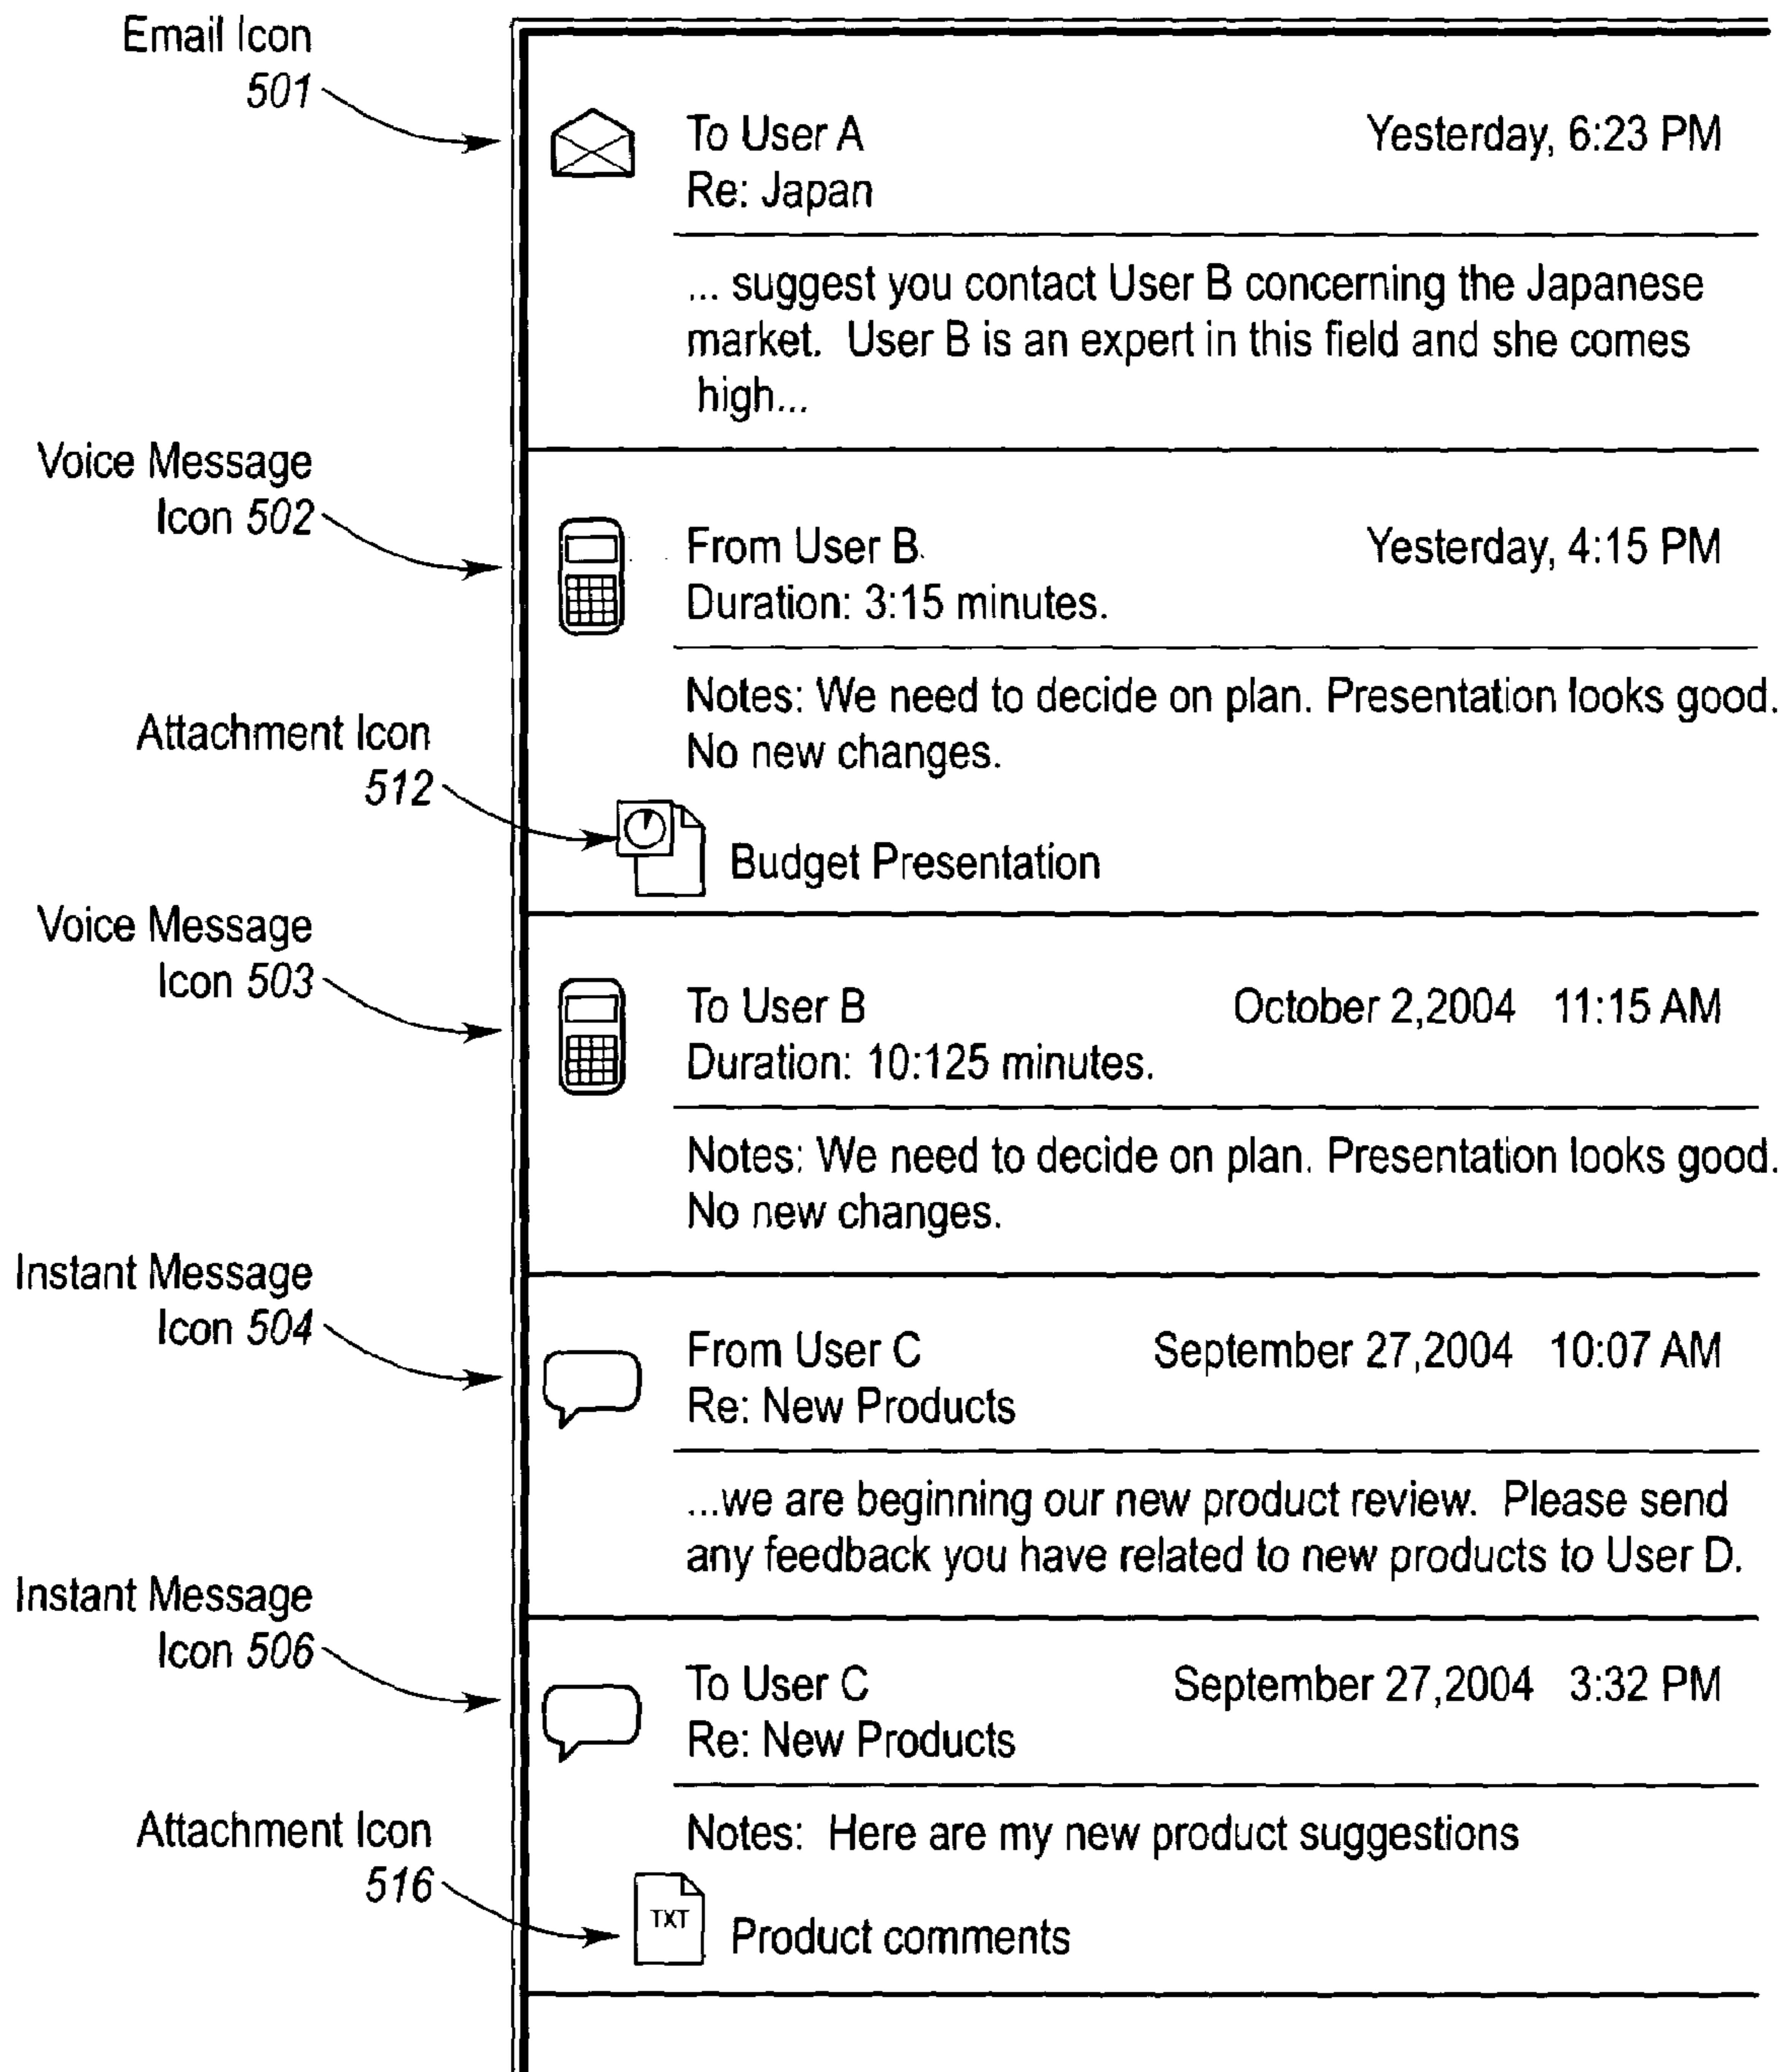 Email Icon
501
To User A Yesterday, 6:23 PM
Re: Japan
... suggest you contact User B concerning the Japanese
market. User B is an expert in this field and she comes
high...
Voice Message
Icon 502
From User B Yesterday, 4:15 PM
Duration: 3:15 minutes.
Notes: We need to decide on plan. Presentation looks good.
No new changes.
Attachment Icon
512
Budget Presentation
Voice Message
Icon 503
To User B October 2,2004 11:15 AM
Duration: 10:125 minutes.
Notes: We need to decide on plan. Presentation looks good.
No new changes.
Instant Message
Icon 504
From User C September 27,2004 10:07 AM
Re: New Products
...we are beginning our new product review. Please send
any feedback you have related to new products to User D.
Instant Message
Icon 506
To User C September 27,2004 3:32 PM
Re: New Products
Notes: Here are my new product suggestions
Attachment Icon
516
TXT
Product comments